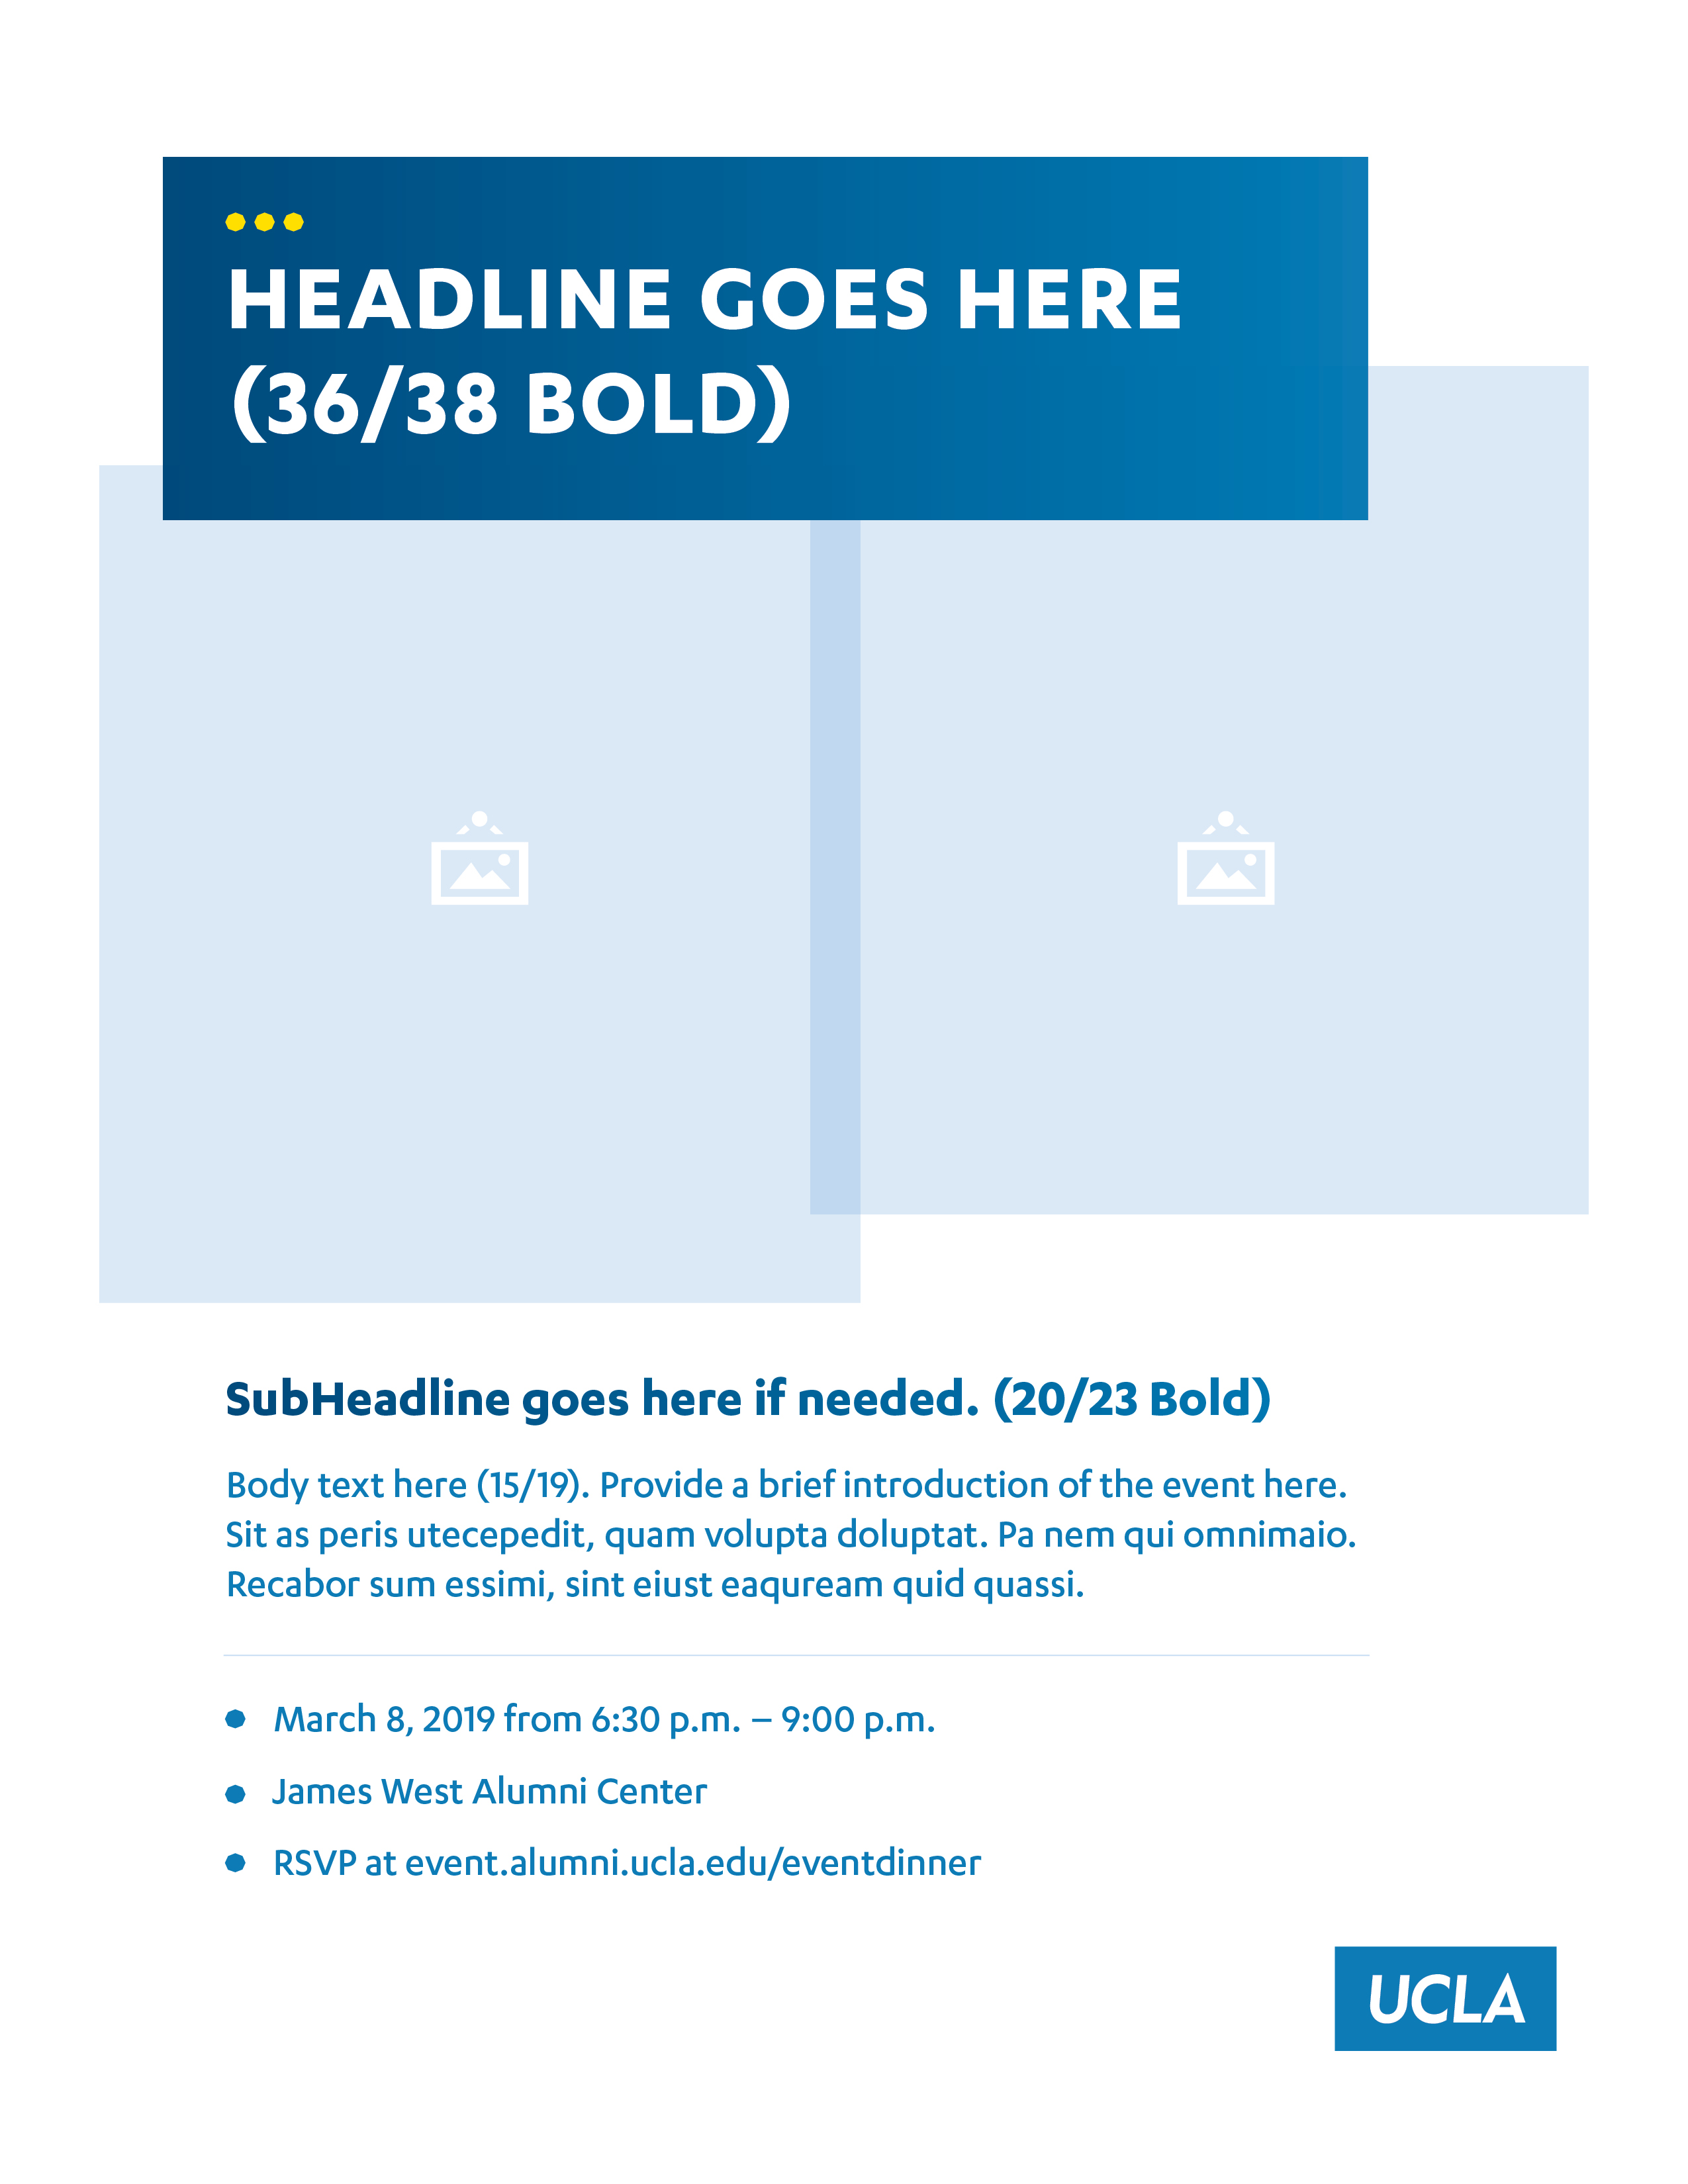 HEADLINE GOES HERE
(36/38 BOLD)
SubHeadline goes here if needed. (20/23 Bold)
Body text here (15/19). Provide a brief introduction of the event here.
Sit as peris utecepedit, quam volupta doluptat. Pa nem qui omnimaio.
Recabor sum essimi, sint eiust eaquream quid quassi.
March 8, 2019 from 6:30 p.m. – 9:00 p.m.
James West Alumni Center
RSVP at event.alumni.ucla.edu/eventdinner
UCLA